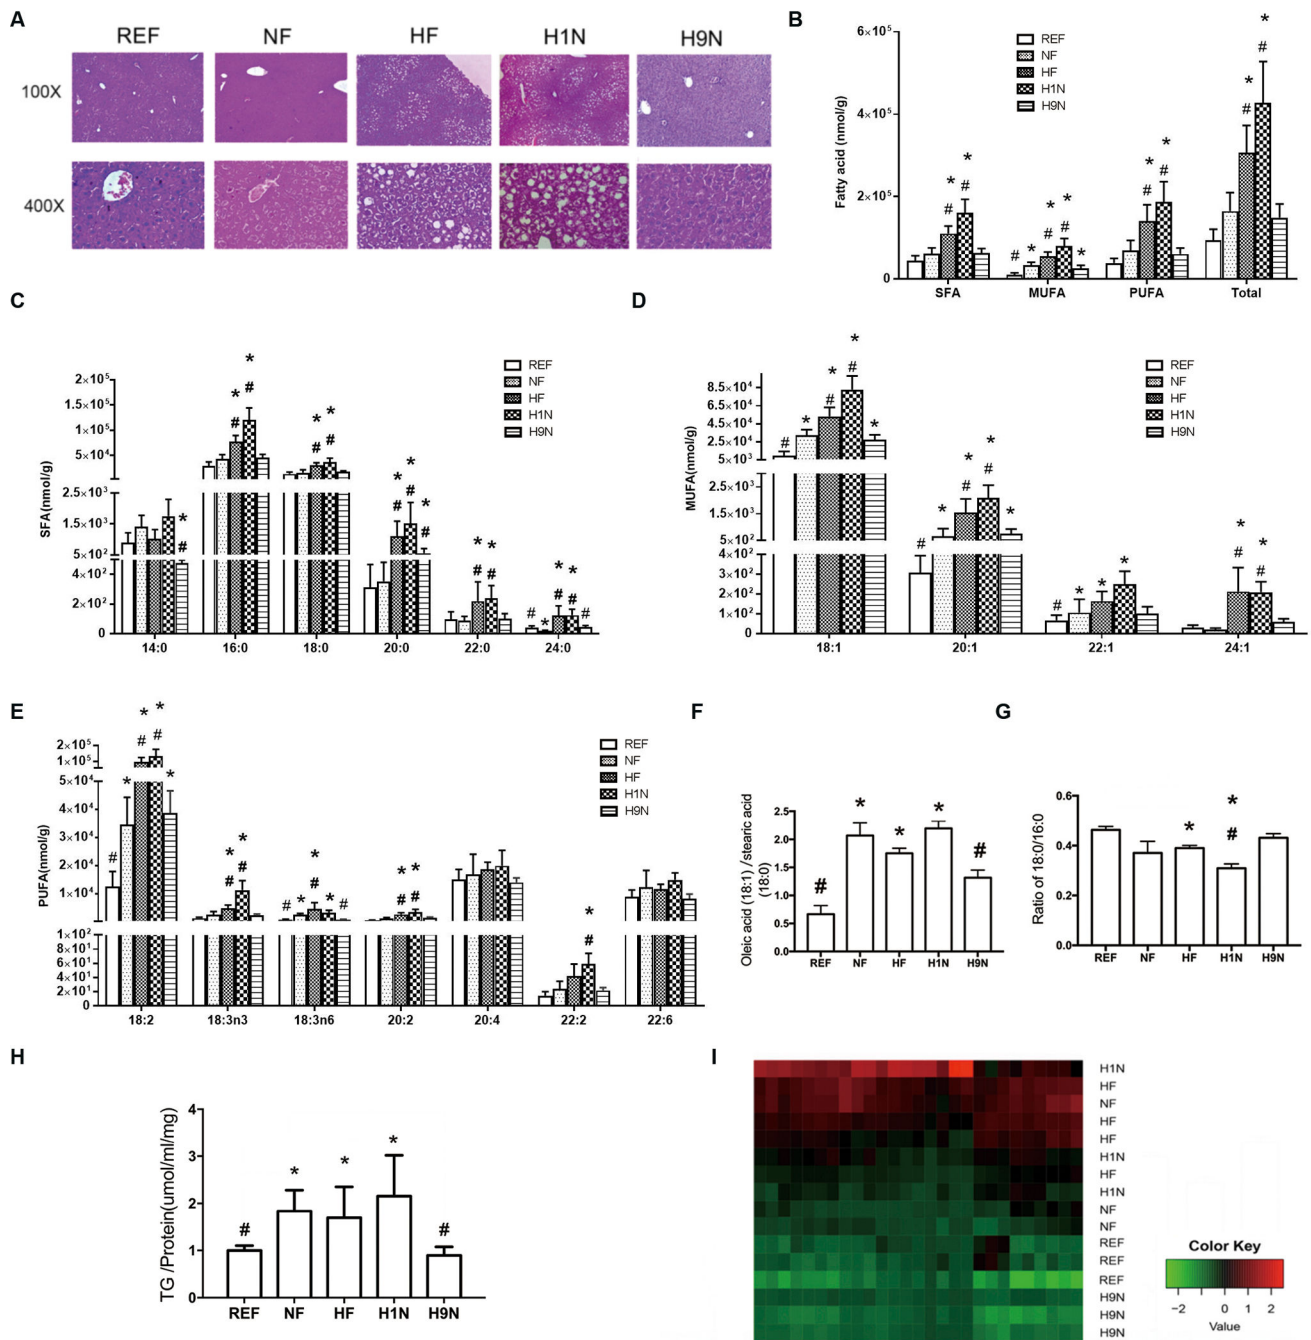 A
REF NF HF H1N H9N
100X
400X
B
Fatty acid (nmol/g)
6×10⁵
4×10⁵
2×10⁵
0
REF
NF
HF
H1N
H9N
# * # * # * # * # * * # * # * # * # *
SFA MUFA PUFA Total
C
SFA(nmol/g)
2×10⁵
1.5×10⁵
1×10⁵
5×10⁴
2.5×10³
1.5×10³
5×10²
4×10²
2×10²
0
REF
NF
HF
H1N
H9N
14:0 16:0 18:0 20:0 22:0 24:0
D
MUFA(nmol/g)
8.5×10⁴
6.5×10⁴
4.5×10⁴
2.5×10⁴
5×10³
2.5×10³
1.5×10³
5×10²
4×10²
3×10²
2×10²
1×10²
0
REF
NF
HF
H1N
H9N
18:1 20:1 22:1 24:1
E
PUFA(nmol/g)
2×10⁵
1×10⁵
5×10⁴
4×10⁴
3×10⁴
2×10⁴
1×10⁴
1×10²
8×10¹
6×10¹
4×10¹
2×10¹
0
REF
NF
HF
H1N
H9N
18:2 18:3n3 18:3n6 20:2 20:4 22:2 22:6
F
Oleic acid (18:1) / stearic acid
(18:0)
2.5
2.0
1.5
1.0
0.5
0.0
# * * * #
REF NF HF H1N H9N
G
Ratio of 18:0/16:0
0.6
0.4
0.2
0.0
* * #
REF NF HF H1N H9N
H
TG /Protein(umol/ml/mg)
4
3
2
1
0
# * * * #
REF NF HF H1N H9N
I
H1N
HF
NF
HF
HF
H1N
HF
H1N
NF
NF
REF
REF
REF
H9N
H9N
H9N
Color Key
−2 0 1 2
Value